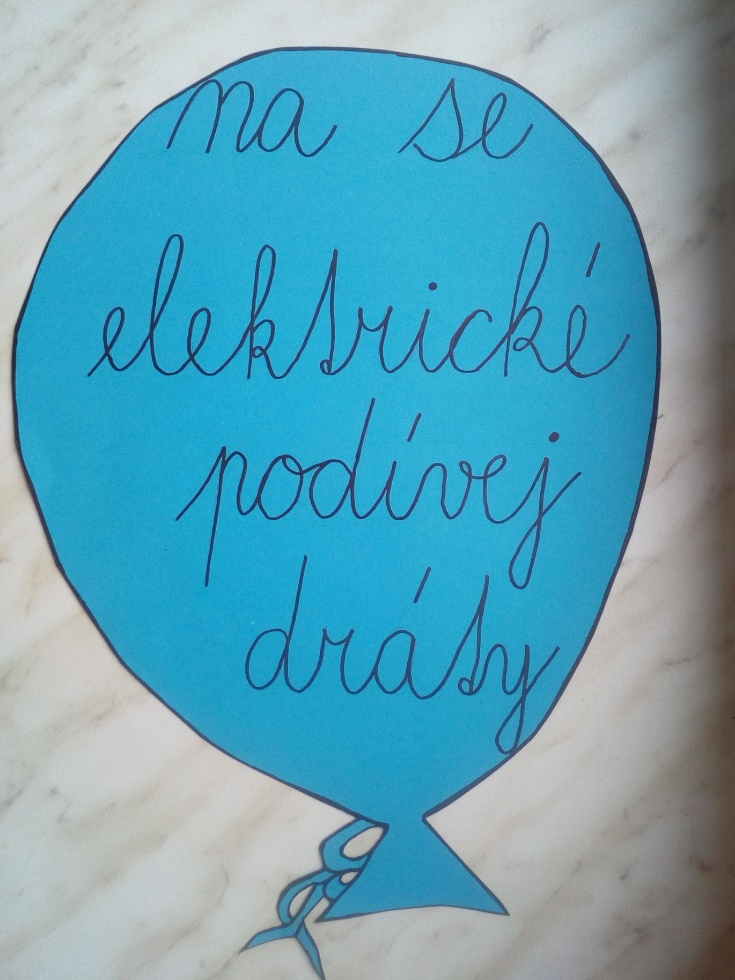 na se
elektrické
podívej
dráty